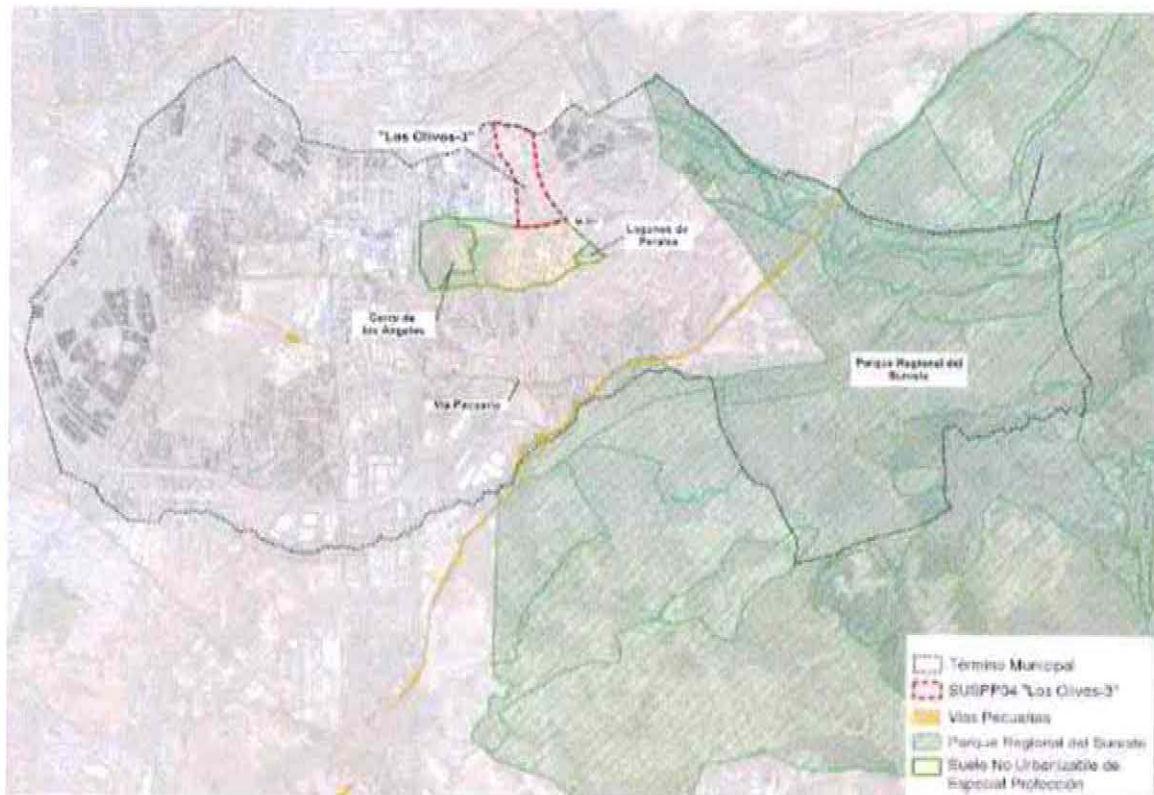 "Los Olivos-3"
Lagunas de
Perales
Cerro de
los Ángeles
Parque Regional del
Sureste
Vía Pecuaria
Término Municipal
SUSPP04 "Los Olivos-3"
Vías Pecuarias
Parque Regional del Sureste
Suelo No Urbanizable de
Especial Protección